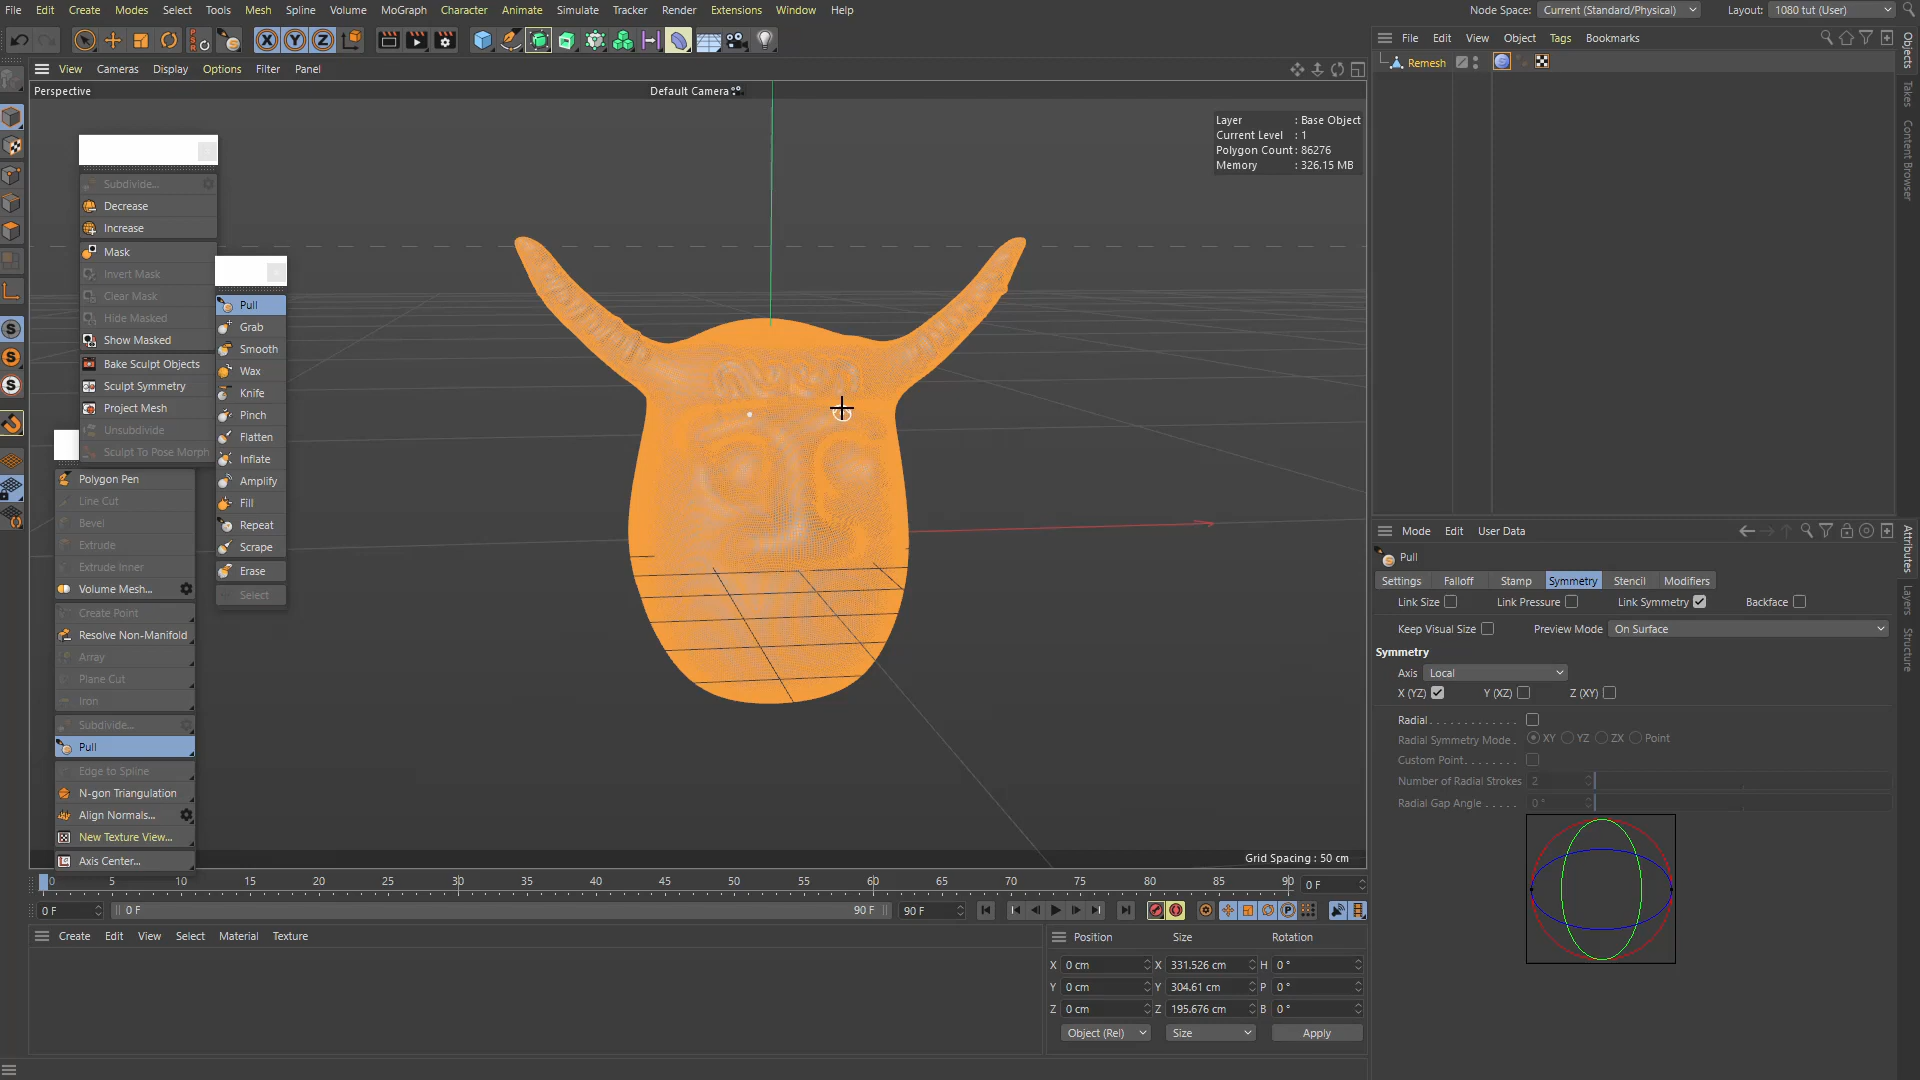 File Edit Create Modes Select Tools Mesh Spline Volume MoGraph Character Animate Simulate Tracker Render Extensions Window Help
Node Space: Current (Standard/Physical) Layout: 1080 tut (User)
View Cameras Display Options Filter Panel
Perspective
Default Camera
Layer : Base Object
Current Level : 1
Polygon Count : 86276
Memory : 326.15 MB
Subdivide...
Decrease
Increase
Mask
Invert Mask
Clear Mask
Hide Masked
Show Masked
Bake Sculpt Objects
Sculpt Symmetry
Project Mesh
Unsubdivide
Sculpt To Pose Morph
Pull
Grab
Smooth
Wax
Knife
Pinch
Flatten
Inflate
Amplify
Fill
Repeat
Scrape
Erase
Select
Polygon Pen
Line Cut
Bevel
Extrude
Extrude Inner
Volume Mesh...
Create Point
Resolve Non-Manifold
Array
Plane Cut
Iron
Subdivide...
Pull
Edge to Spline
N-gon Triangulation
Align Normals...
New Texture View...
Axis Center...
Grid Spacing : 50 cm
0 5 10 15 20 25 30 35 40 45 50 55 60 65 70 75 80 85 90 0 F
0 F 0 F 90 F 90 F
Create Edit View Select Material Texture
Position Size Rotation
X 0 cm X 331.526 cm H 0 °
Y 0 cm Y 304.61 cm P 0 °
Z 0 cm Z 195.676 cm B 0 °
Object (Rel) Size Apply
File Edit View Object Tags Bookmarks
Remesh
Objects
Takes
Content Browser
Mode Edit User Data
Pull
Settings Falloff Stamp Symmetry Stencil Modifiers
Link Size Link Pressure Link Symmetry Backface
Keep Visual Size Preview Mode On Surface
Symmetry
Axis Local
X (YZ) Y (XZ) Z (XY)
Radial
Radial Symmetry Mode XY YZ ZX Point
Custom Point
Number of Radial Strokes 2
Radial Gap Angle 0 °
Attributes
Layers
Structure